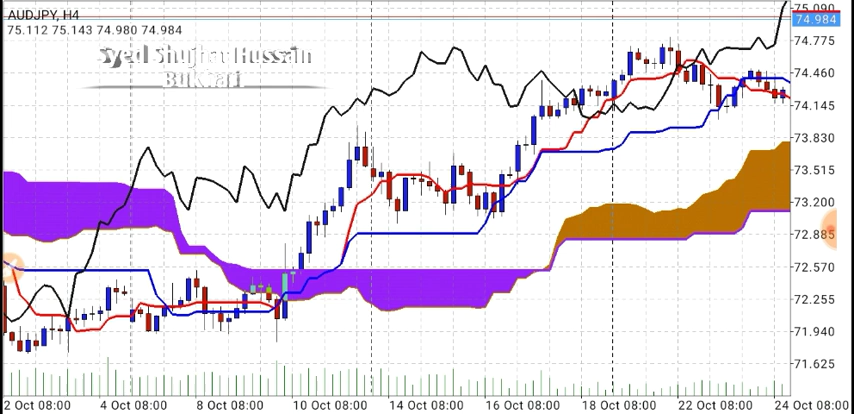 AUDJPY, H4
75.112 75.143 74.980 74.984
Syed Shujhat Hussain
BUKHARI
75.090
74.984
74.775
74.460
74.145
73.830
73.515
73.200
72.885
72.570
72.255
71.940
71.625
2 Oct 08:00 4 Oct 08:00 8 Oct 08:00 10 Oct 08:00 14 Oct 08:00 16 Oct 08:00 18 Oct 08:00 22 Oct 08:00 24 Oct 08:00